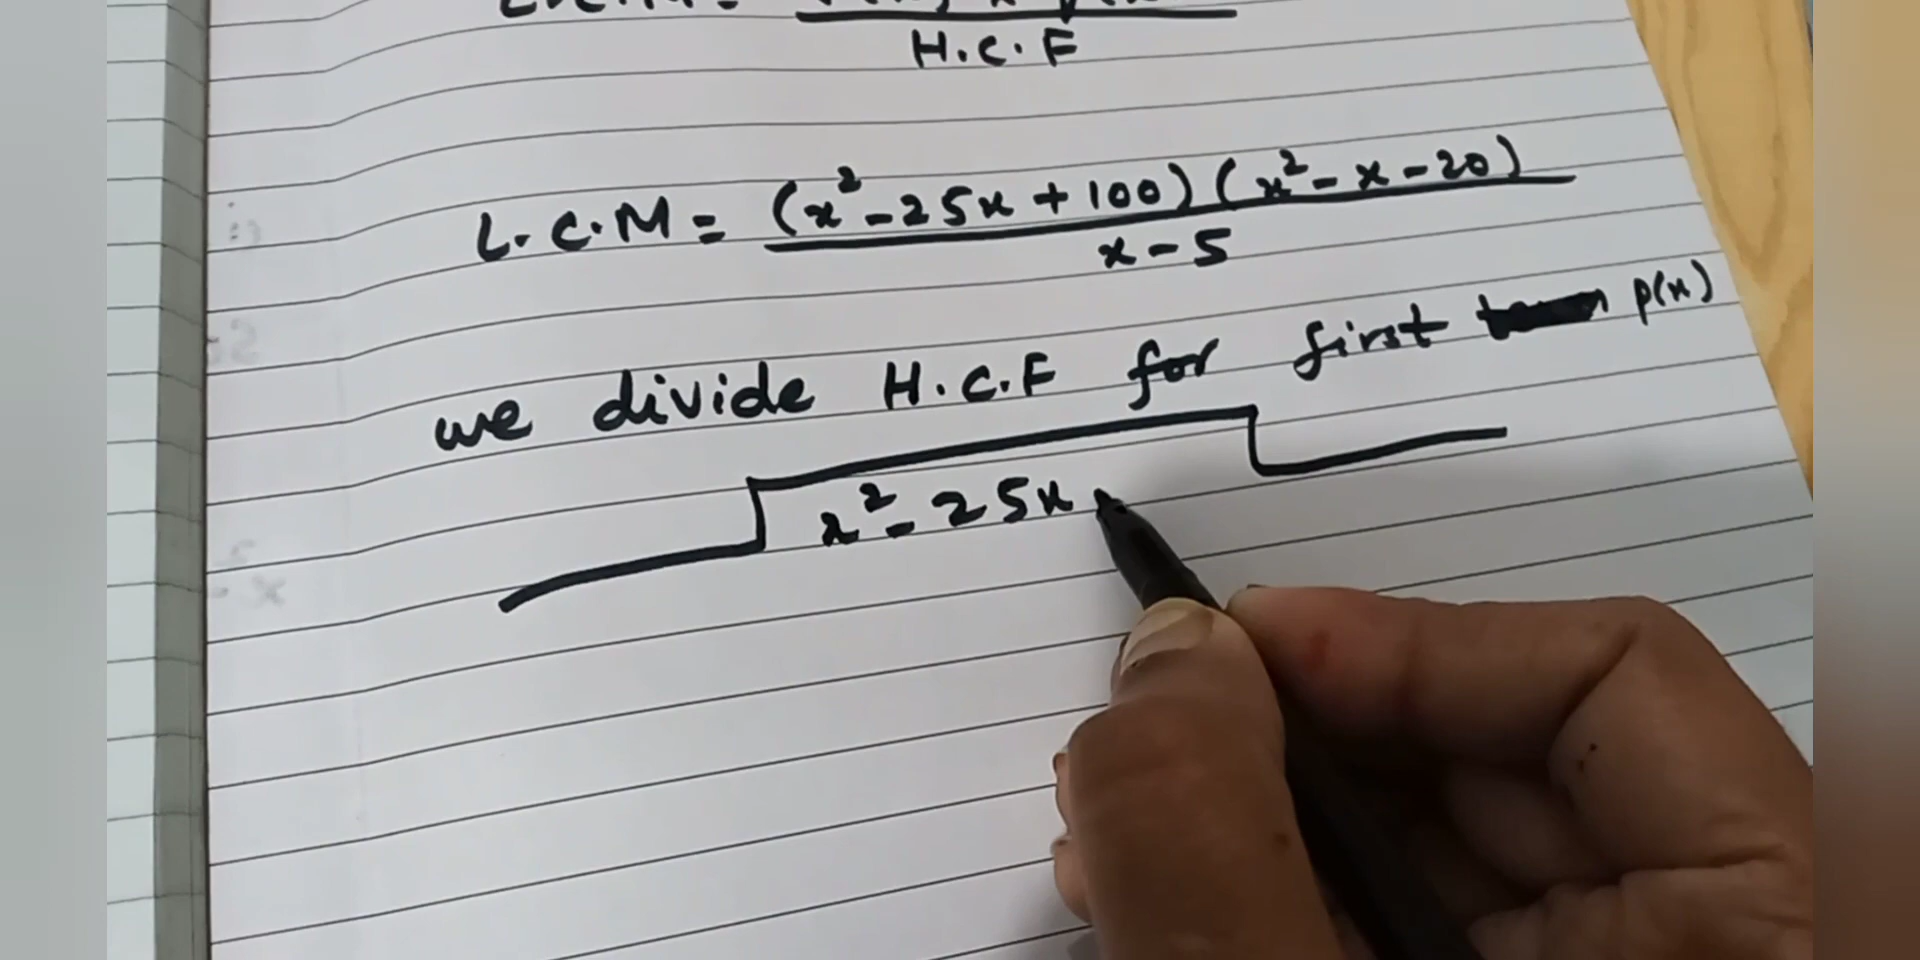 H.C.F
L.C.M = (x² - 25x + 100) (x² - x - 20)
x - 5
we divide H.C.F for first p(x)
x² - 25x